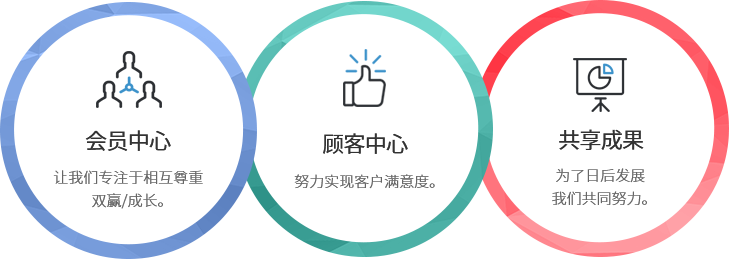 会员中心
让我们专注于相互尊重
双赢/成长。
顾客中心
努力实现客户满意度。
共享成果
为了日后发展
我们共同努力。